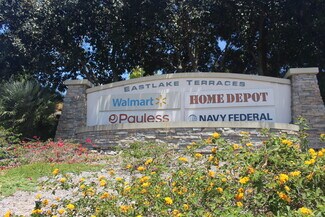 EASTLAKE TERRACES
Walmart
HOME DEPOT
Payless
NAVY FEDERAL